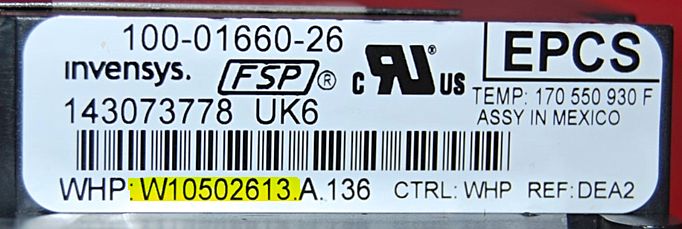 100-01660-26
invensys. FSP® c RU® US
EPCS
TEMP: 170 550 930 F
143073778 UK6
ASSY IN MEXICO
WHP: W10502613.A.136 CTRL: WHP REF: DEA2